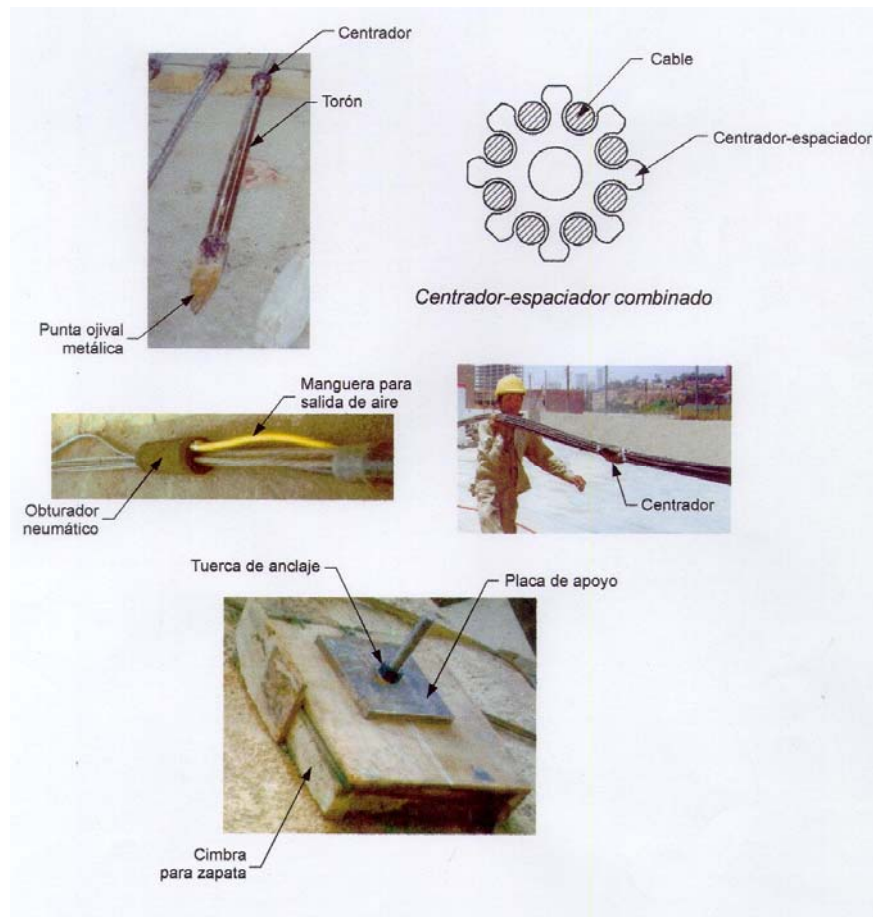 Centrador
Torón
Punta ojival
metálica
Cable
Centrador-espaciador
Centrador-espaciador combinado
Manguera para
salida de aire
Obturador
neumático
Centrador
Tuerca de anclaje
Placa de apoyo
Cimbra
para zapata